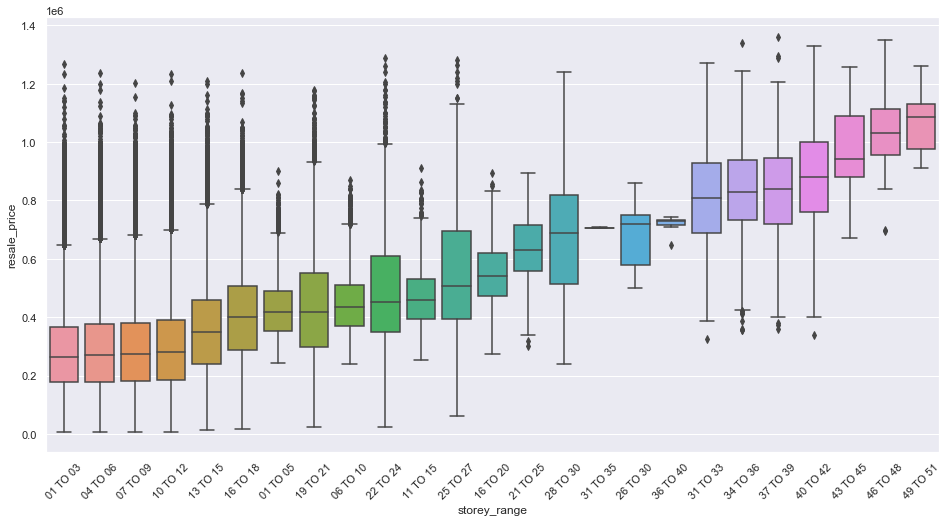 1e6
1.4
1.2
1.0
0.8
0.6
0.4
0.2
0.0
resale_price
01 TO 03
04 TO 06
07 TO 09
10 TO 12
13 TO 15
16 TO 18
01 TO 05
19 TO 21
06 TO 10
22 TO 24
11 TO 15
25 TO 27
16 TO 20
21 TO 25
28 TO 30
31 TO 35
26 TO 30
36 TO 40
31 TO 33
34 TO 36
37 TO 39
40 TO 42
43 TO 45
46 TO 48
49 TO 51
storey_range